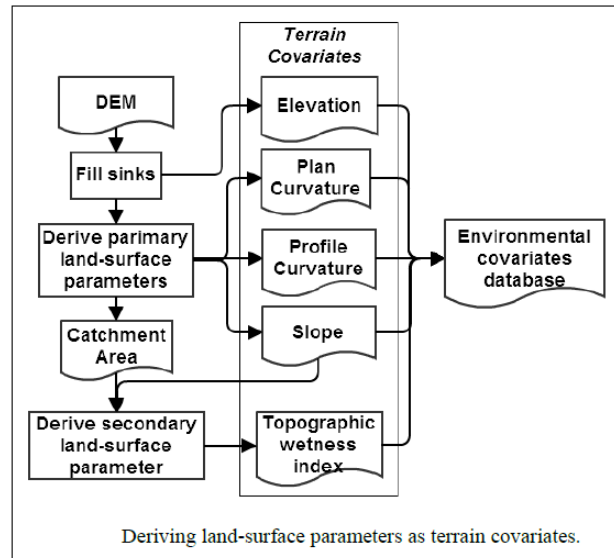 Terrain
Covariates
DEM
Elevation
Fill sinks
Plan
Curvature
Derive parimary
land-surface
parameters
Profile
Curvature
Environmental
covariates
database
Catchment
Area
Slope
Derive secondary
land-surface
parameter
Topographic
wetness
index
Deriving land-surface parameters as terrain covariates.